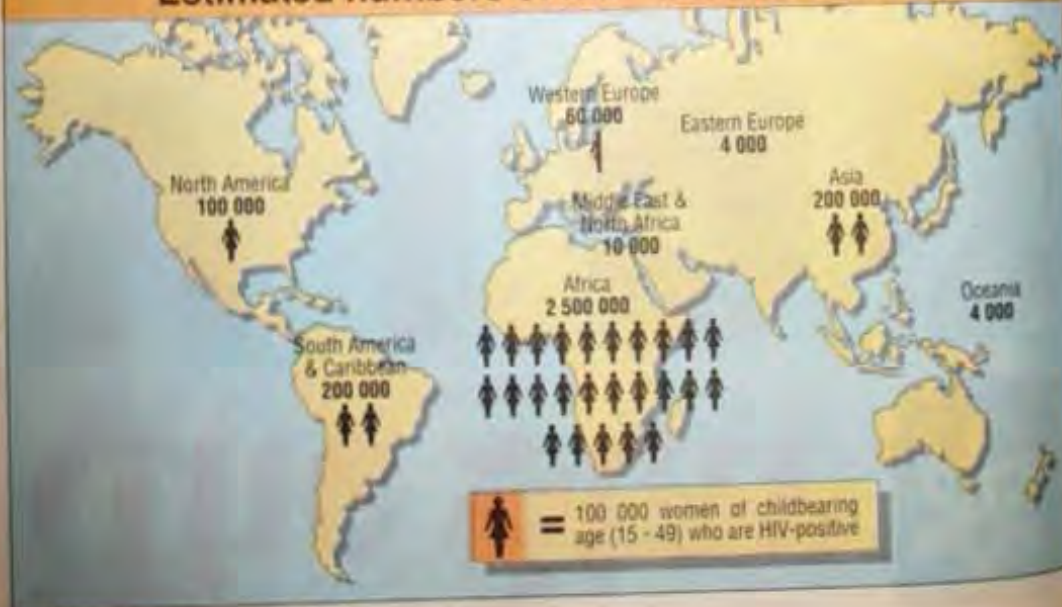 Estimated numbers
Western Europe
60 000
Eastern Europe
4 000
North America
100 000
Asia
200 000
Middle East &
North Africa
10 000
Africa
2 500 000
Oceania
4 000
South America
& Caribbean
200 000
= 100 000 women of childbearing
age (15 - 49) who are HIV-positive